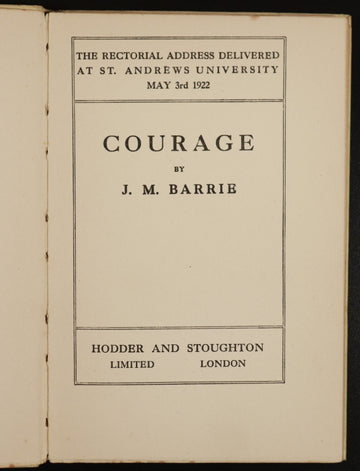 THE RECTORIAL ADDRESS DELIVERED
AT ST. ANDREWS UNIVERSITY
MAY 3rd 1922
COURAGE
BY
J. M. BARRIE
HODDER AND STOUGHTON
LIMITED LONDON